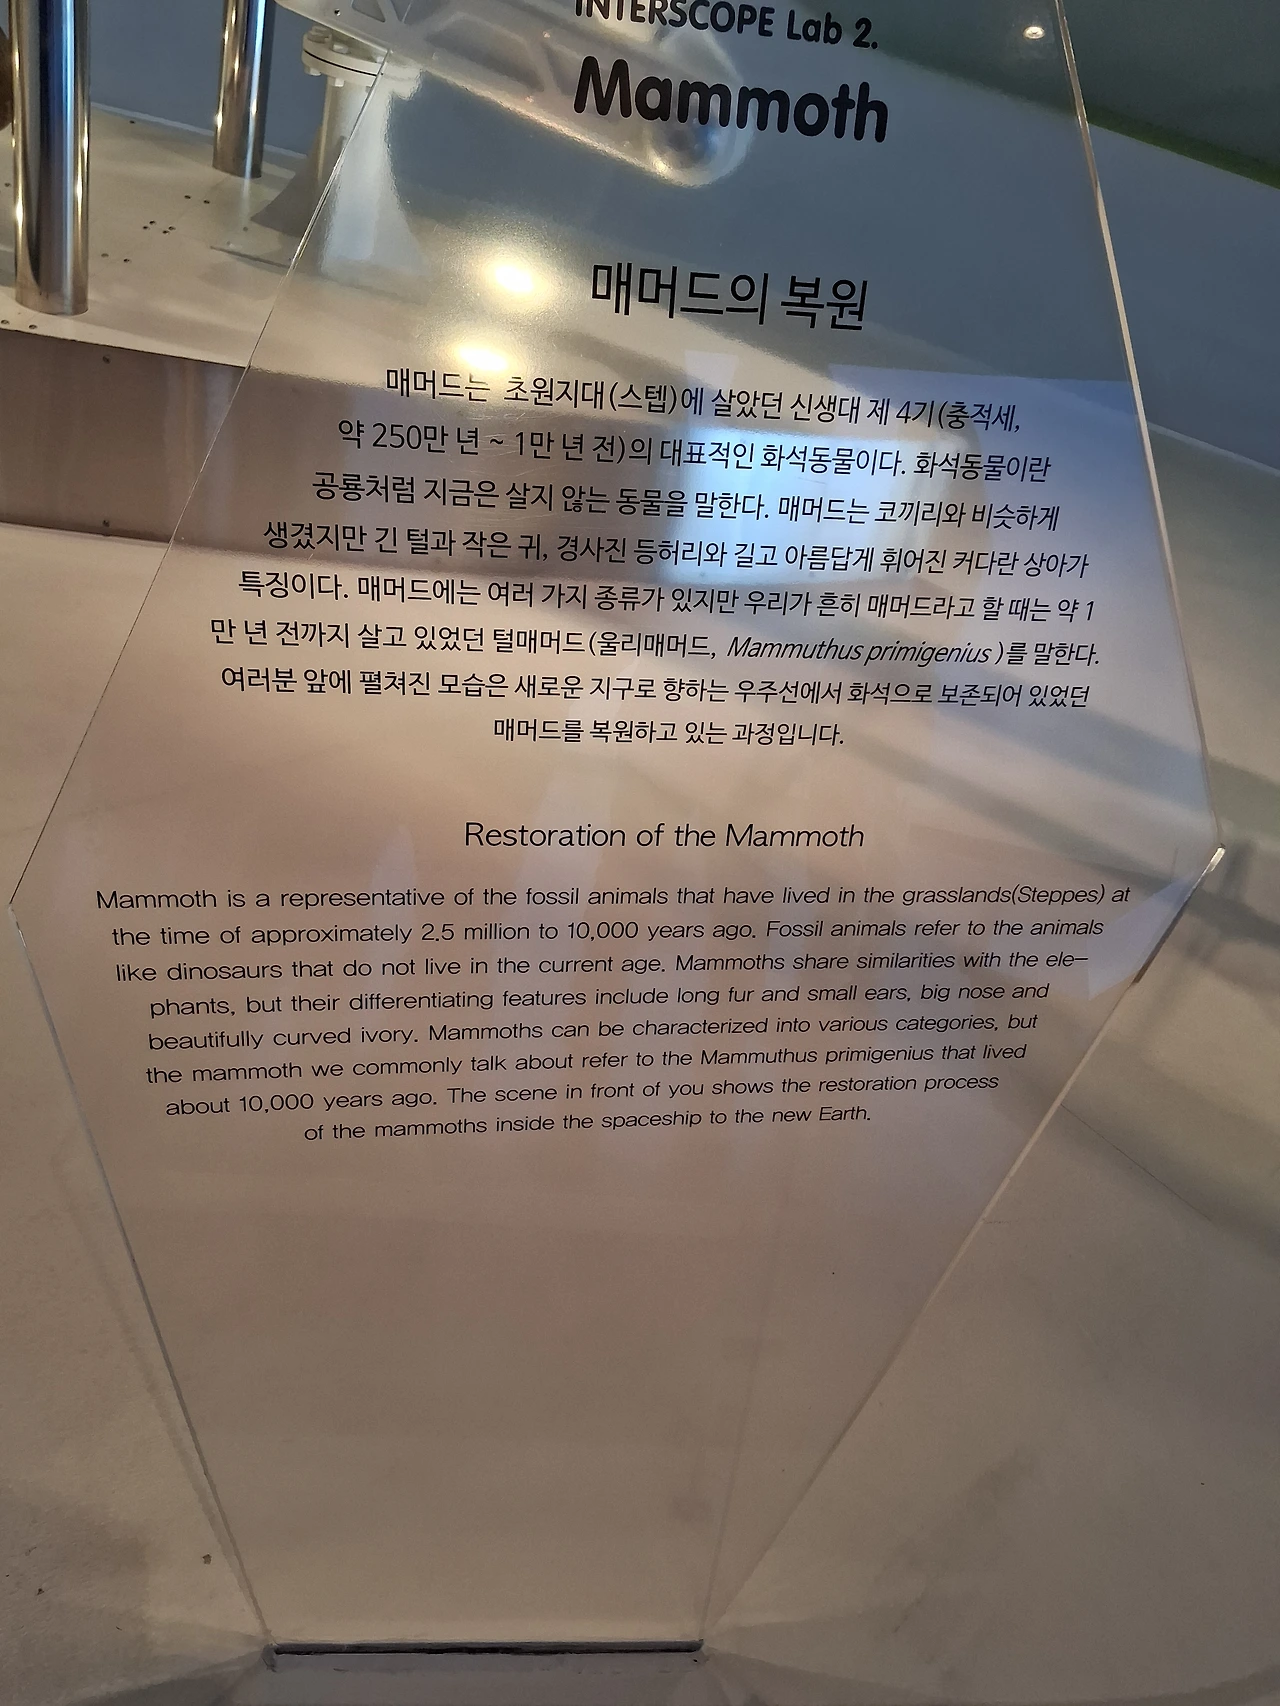 INTERSCOPE Lab 2.
Mammoth
매머드의 복원
매머드는 초원지대(스텝)에 살았던 신생대 제 4기(충적세,
약 250만 년 ~ 1만 년 전)의 대표적인 화석동물이다. 화석동물이란
공룡처럼 지금은 살지 않는 동물을 말한다. 매머드는 코끼리와 비슷하게
생겼지만 긴 털과 작은 귀, 경사진 등허리와 길고 아름답게 휘어진 커다란 상아가
특징이다. 매머드에는 여러 가지 종류가 있지만 우리가 흔히 매머드라고 할 때는 약 1
만 년 전까지 살고 있었던 털매머드(울리매머드, Mammuthus primigenius )를 말한다.
여러분 앞에 펼쳐진 모습은 새로운 지구로 향하는 우주선에서 화석으로 보존되어 있었던
매머드를 복원하고 있는 과정입니다.
Restoration of the Mammoth
Mammoth is a representative of the fossil animals that have lived in the grasslands(Steppes) at
the time of approximately 2.5 million to 10,000 years ago. Fossil animals refer to the animals
like dinosaurs that do not live in the current age. Mammoths share similarities with the ele-
phants, but their differentiating features include long fur and small ears, big nose and
beautifully curved ivory. Mammoths can be characterized into various categories, but
the mammoth we commonly talk about refer to the Mammuthus primigenius that lived
about 10,000 years ago. The scene in front of you shows the restoration process
of the mammoths inside the spaceship to the new Earth.